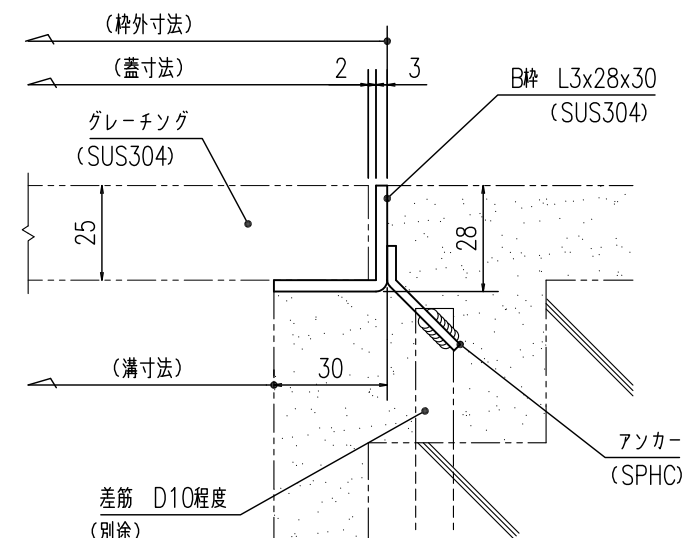 (枠外寸法)
(蓋寸法)
2
3
B枠 L3x28x30
(SUS304)
グレーチング
(SUS304)
25
28
(溝寸法)
30
アンカー
(SPHC)
差筋 D10程度
(別途)